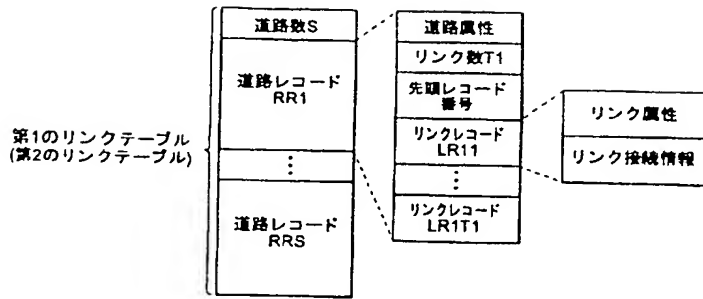 第1のリンクテーブル
(第2のリンクテーブル)
道路数S
道路レコード
RR1
⋮
道路レコード
RRS
道路属性
リンク数T1
先頭レコード
番号
リンクレコード
LR11
⋮
リンクレコード
LR1T1
リンク属性
リンク接続情報